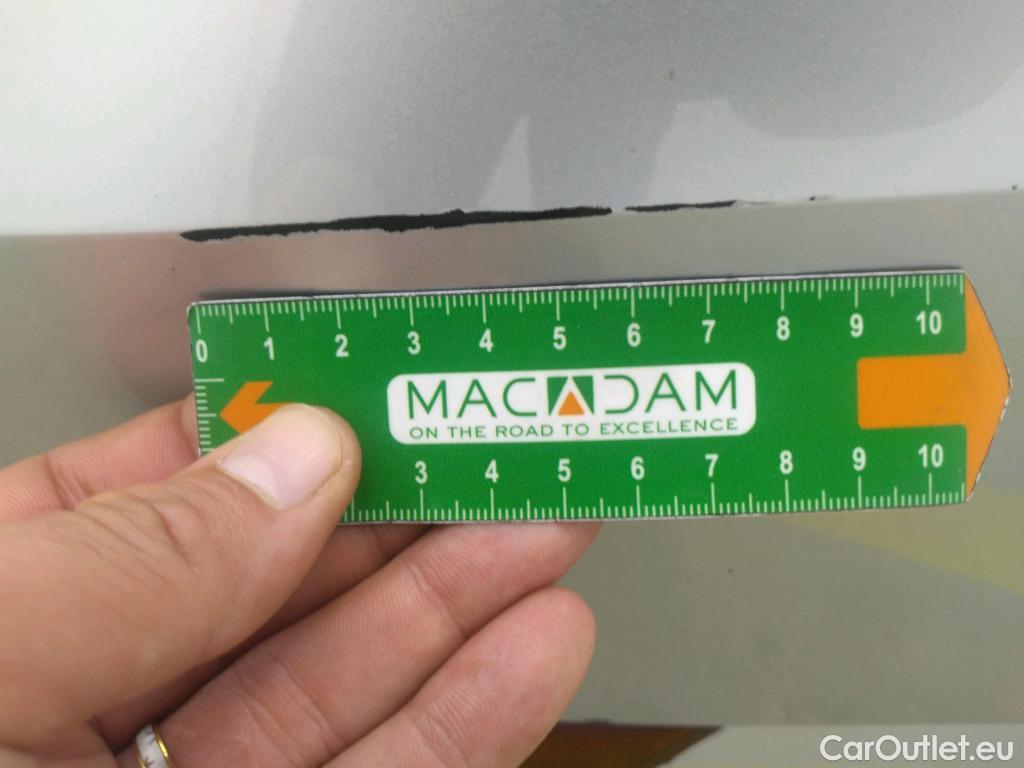 0 1 2 3 4 5 6 7 8 9 10
MACADAM
ON THE ROAD TO EXCELLENCE
3 4 5 6 7 8 9 10
CarOutlet.eu